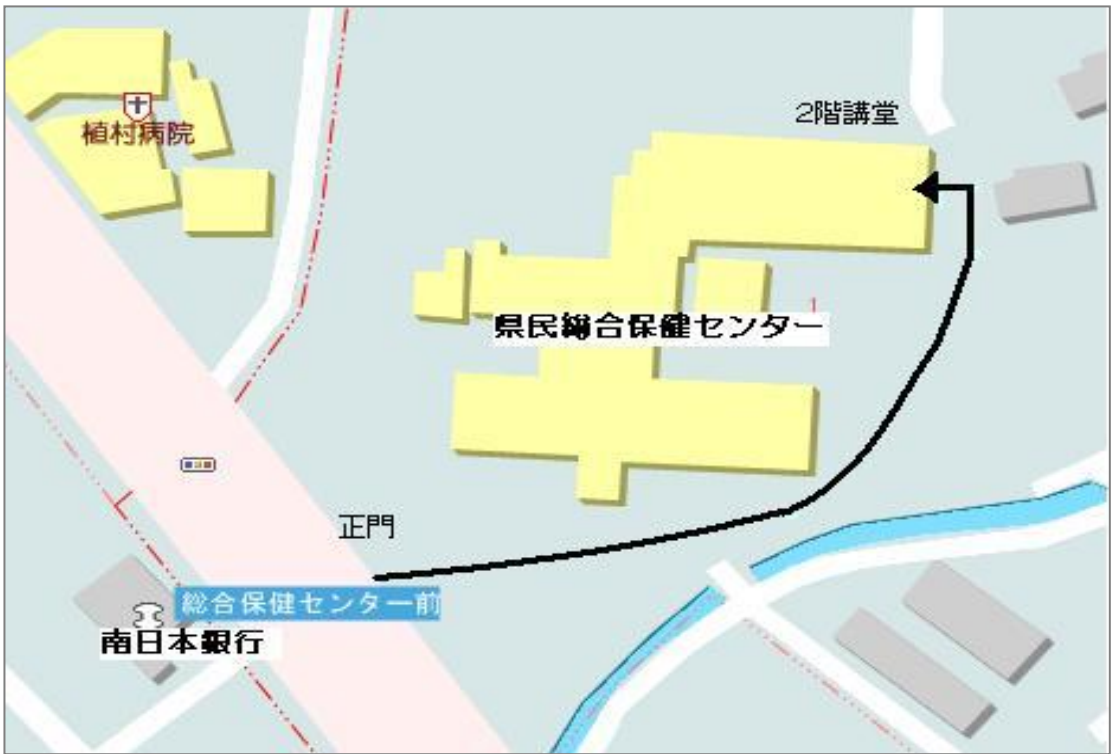 2階講堂
植村病院
県民総合保健センター
1
正門
総合保健センター前
南日本銀行